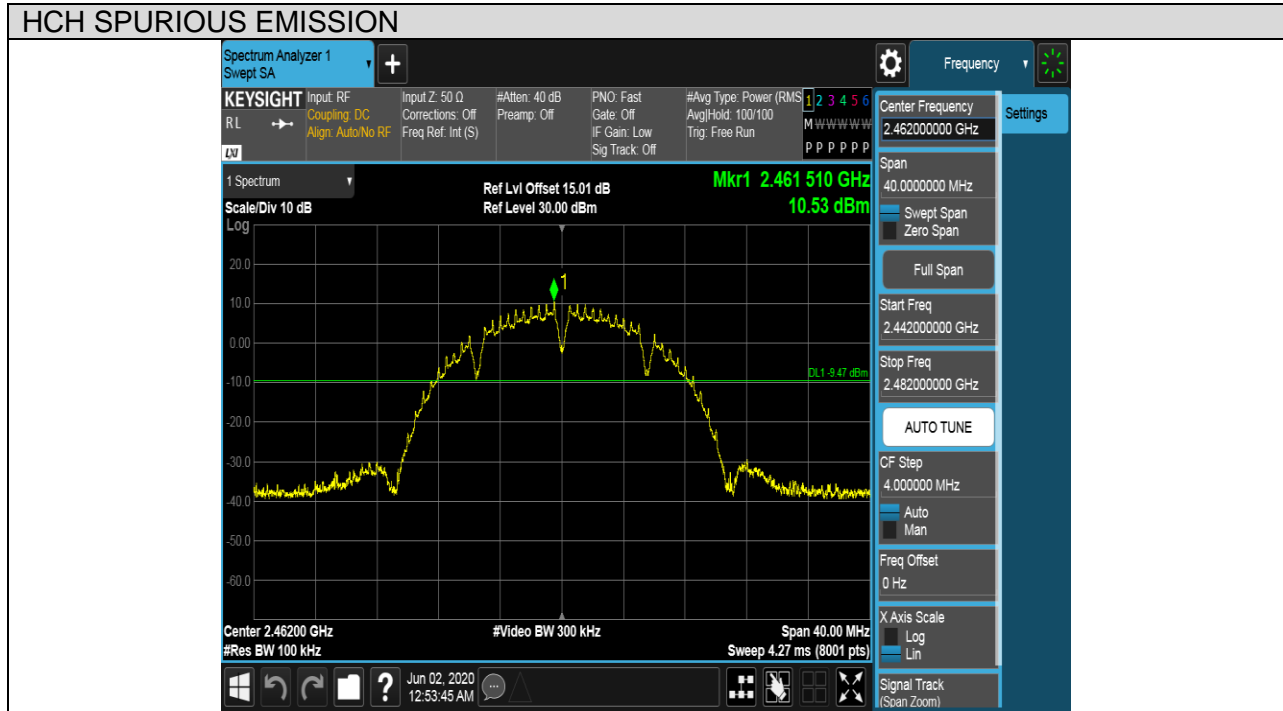 HCH SPURIOUS EMISSION
Spectrum Analyzer 1
Swept SA
+
Frequency
KEYSIGHT
RL
LXI
Input: RF
Coupling: DC
Align: Auto/No RF
Input Z: 50 Ω
Corrections: Off
Freq Ref: Int (S)
#Atten: 40 dB
Preamp: Off
PNO: Fast
Gate: Off
IF Gain: Low
Sig Track: Off
#Avg Type: Power (RMS
Avg|Hold: 100/100
Trig: Free Run
1 2 3 4 5 6
M W W W W W
P P P P P P
1 Spectrum
Scale/Div 10 dB
Log
Ref Lvl Offset 15.01 dB
Ref Level 30.00 dBm
Mkr1 2.461 510 GHz
10.53 dBm
1
20.0
10.0
0.00
-10.0
-20.0
-30.0
-40.0
-50.0
-60.0
DL1 -9.47 dBm
Center 2.46200 GHz
#Res BW 100 kHz
#Video BW 300 kHz
Span 40.00 MHz
Sweep 4.27 ms (8001 pts)
Center Frequency
2.462000000 GHz
Settings
Span
40.0000000 MHz
Swept Span
Zero Span
Full Span
Start Freq
2.442000000 GHz
Stop Freq
2.482000000 GHz
AUTO TUNE
CF Step
4.000000 MHz
Auto
Man
Freq Offset
0 Hz
X Axis Scale
Log
Lin
Signal Track
(Span Zoom)
?
Jun 02, 2020
12:53:45 AM